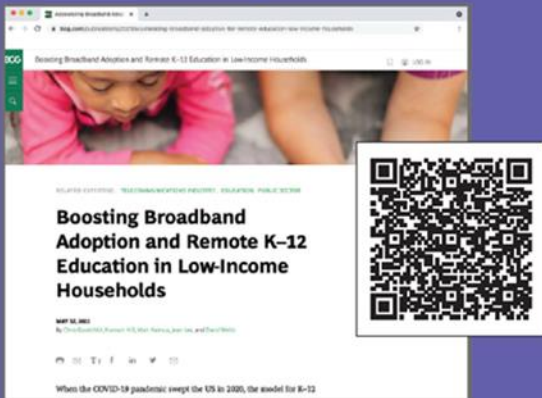 BCG
Boosting Broadband Adoption and Remote K–12 Education in Low-Income Households
LOG IN
RELATED EXPERTISE: TELECOMMUNICATIONS INDUSTRY, EDUCATION, PUBLIC SECTOR
Boosting Broadband
Adoption and Remote K–12
Education in Low-Income
Households
When the COVID-19 pandemic swept the US in 2020, the model for K–12